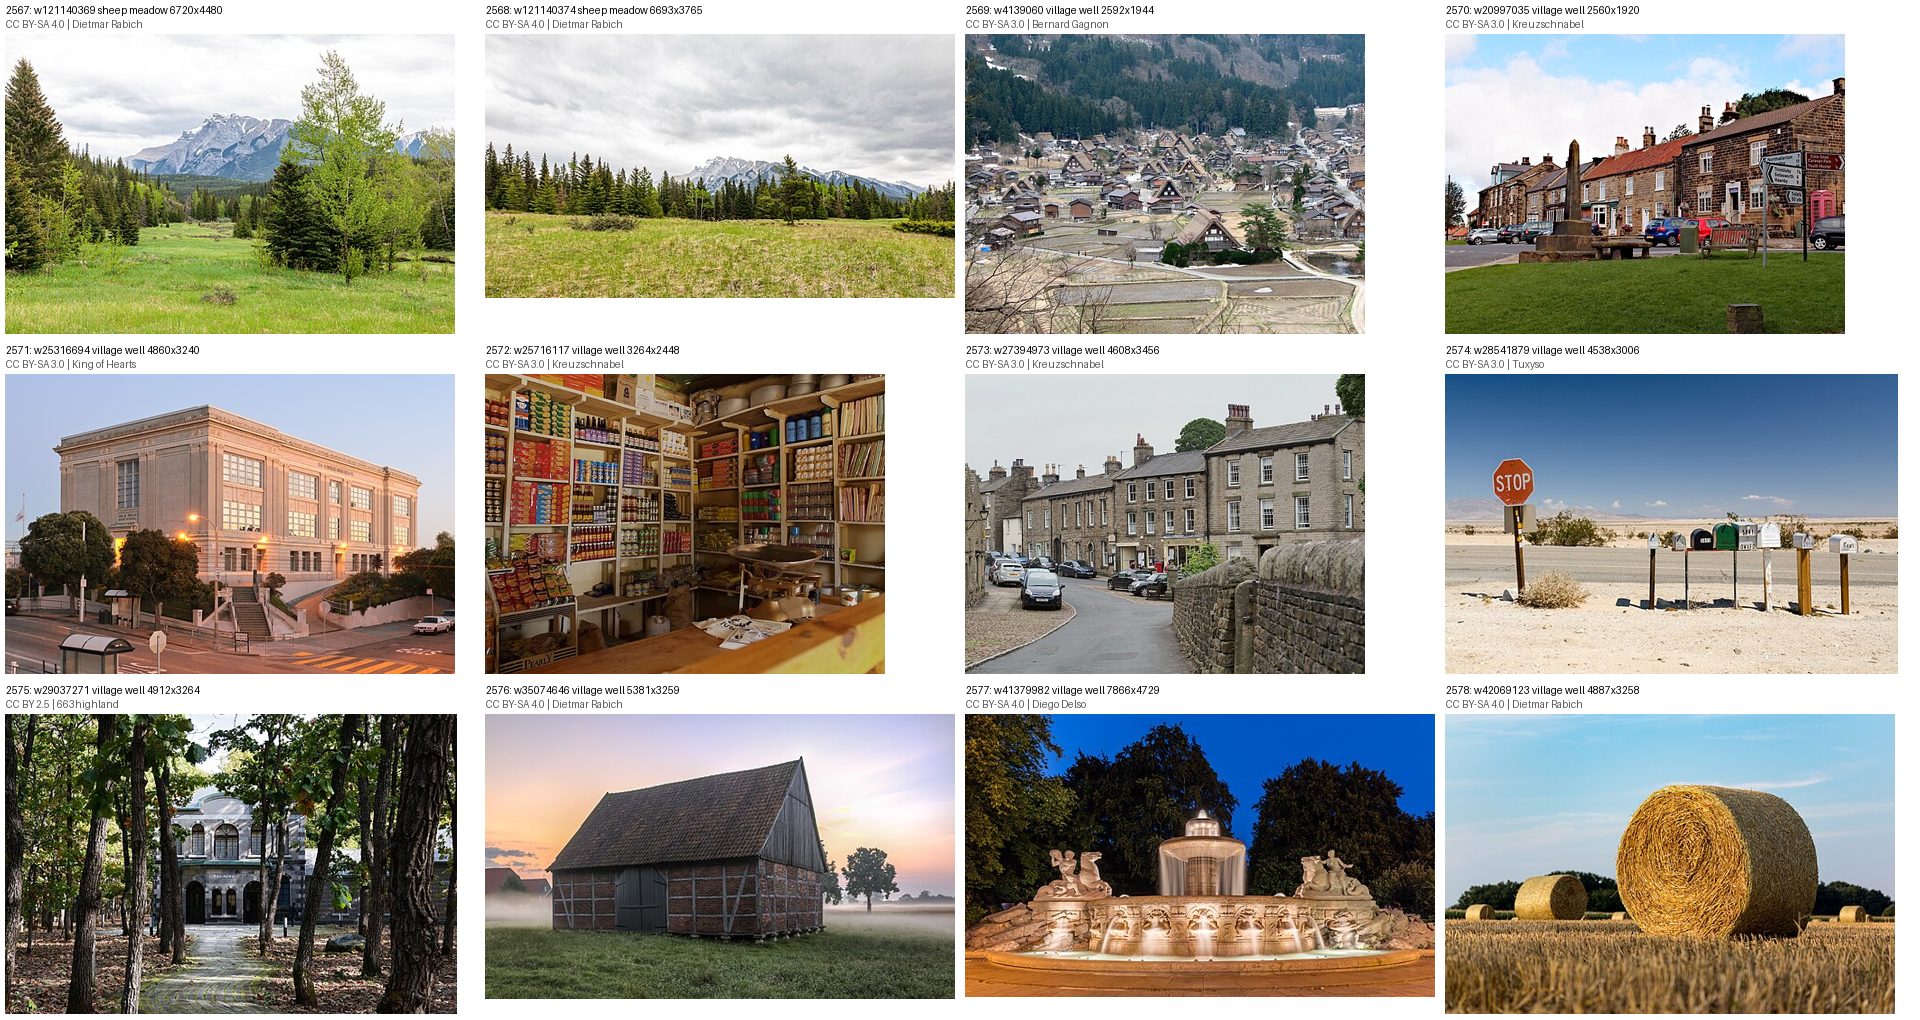 2567: w121140369 sheep meadow 6720x4480
CC BY-SA 4.0 | Dietmar Rabich
2568: w121140374 sheep meadow 6693x3765
CC BY-SA 4.0 | Dietmar Rabich
2569: w4139060 village well 2592x1944
CC BY-SA 3.0 | Bernard Gagnon
2570: w20997035 village well 2560x1920
CC BY-SA 3.0 | Kreuzschnabel
2571: w25316694 village well 4860x3240
CC BY-SA 3.0 | King of Hearts
2572: w25716117 village well 3264x2448
CC BY-SA 3.0 | Kreuzschnabel
PEARLY
2573: w27394973 village well 4608x3456
CC BY-SA 3.0 | Kreuzschnabel
2574: w28541879 village well 4538x3006
CC BY-SA 3.0 | Tuxyso
STOP
2575: w29037271 village well 4912x3264
CC BY 2.5 | 663highland
2576: w35074646 village well 5381x3259
CC BY-SA 4.0 | Dietmar Rabich
2577: w41379982 village well 7866x4729
CC BY-SA 4.0 | Diego Delso
2578: w42069123 village well 4887x3258
CC BY-SA 4.0 | Dietmar Rabich